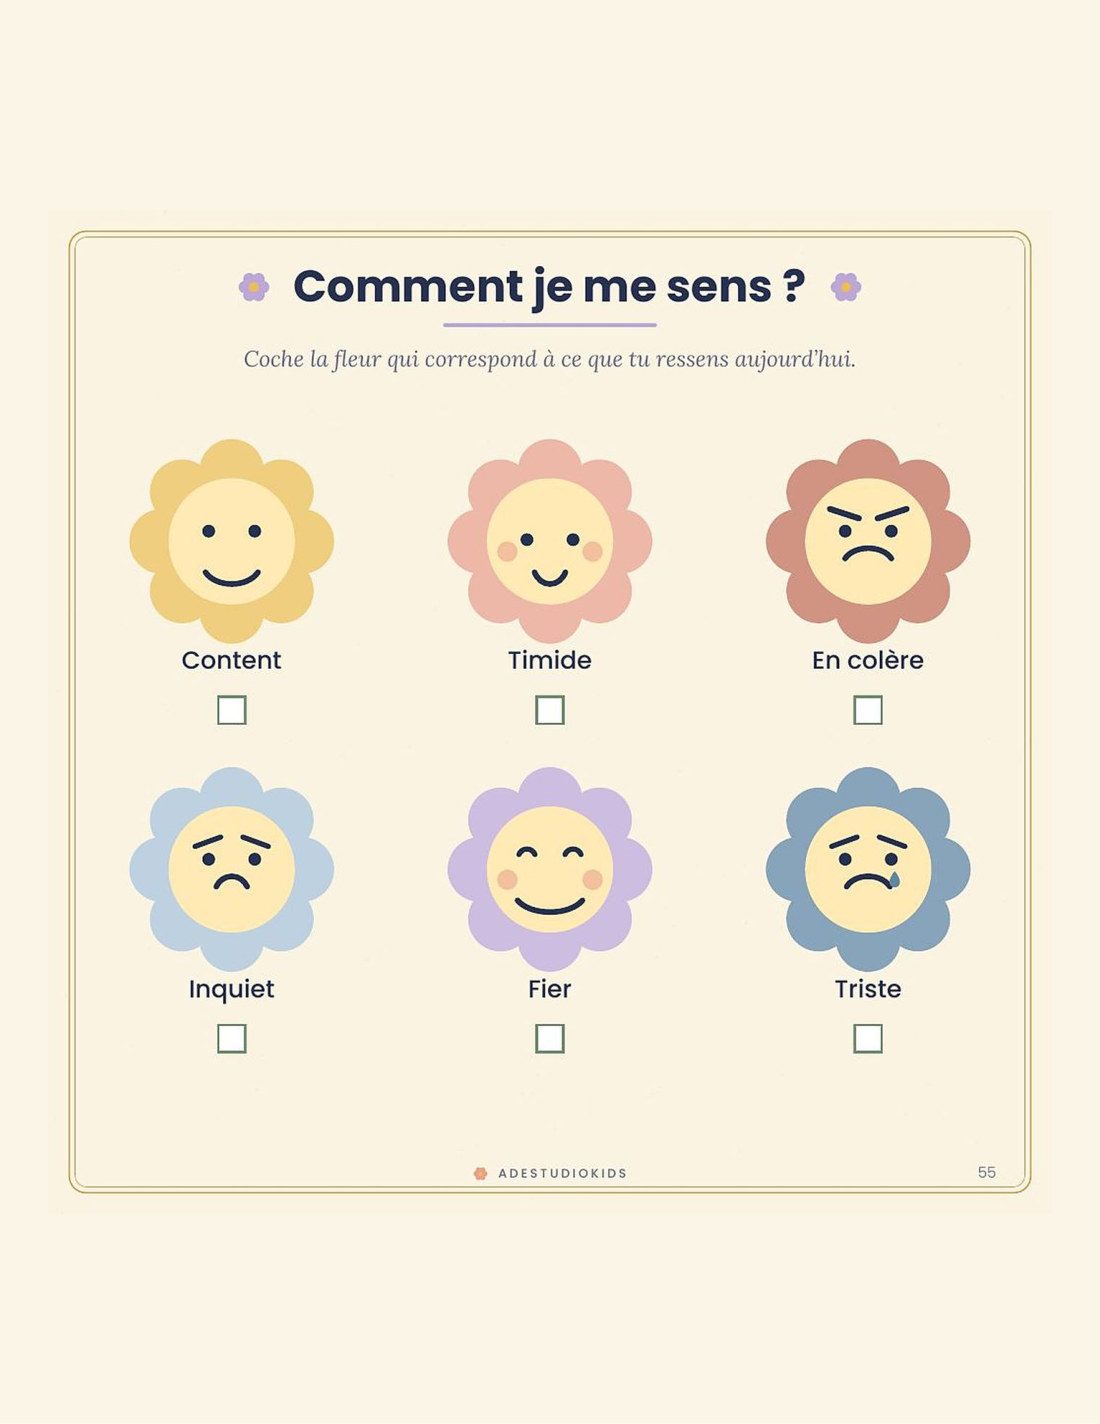 Comment je me sens ?
Coche la fleur qui correspond à ce que tu ressens aujourd’hui.
Content
Timide
En colère
Inquiet
Fier
Triste
ADESTUDIOKIDS
55